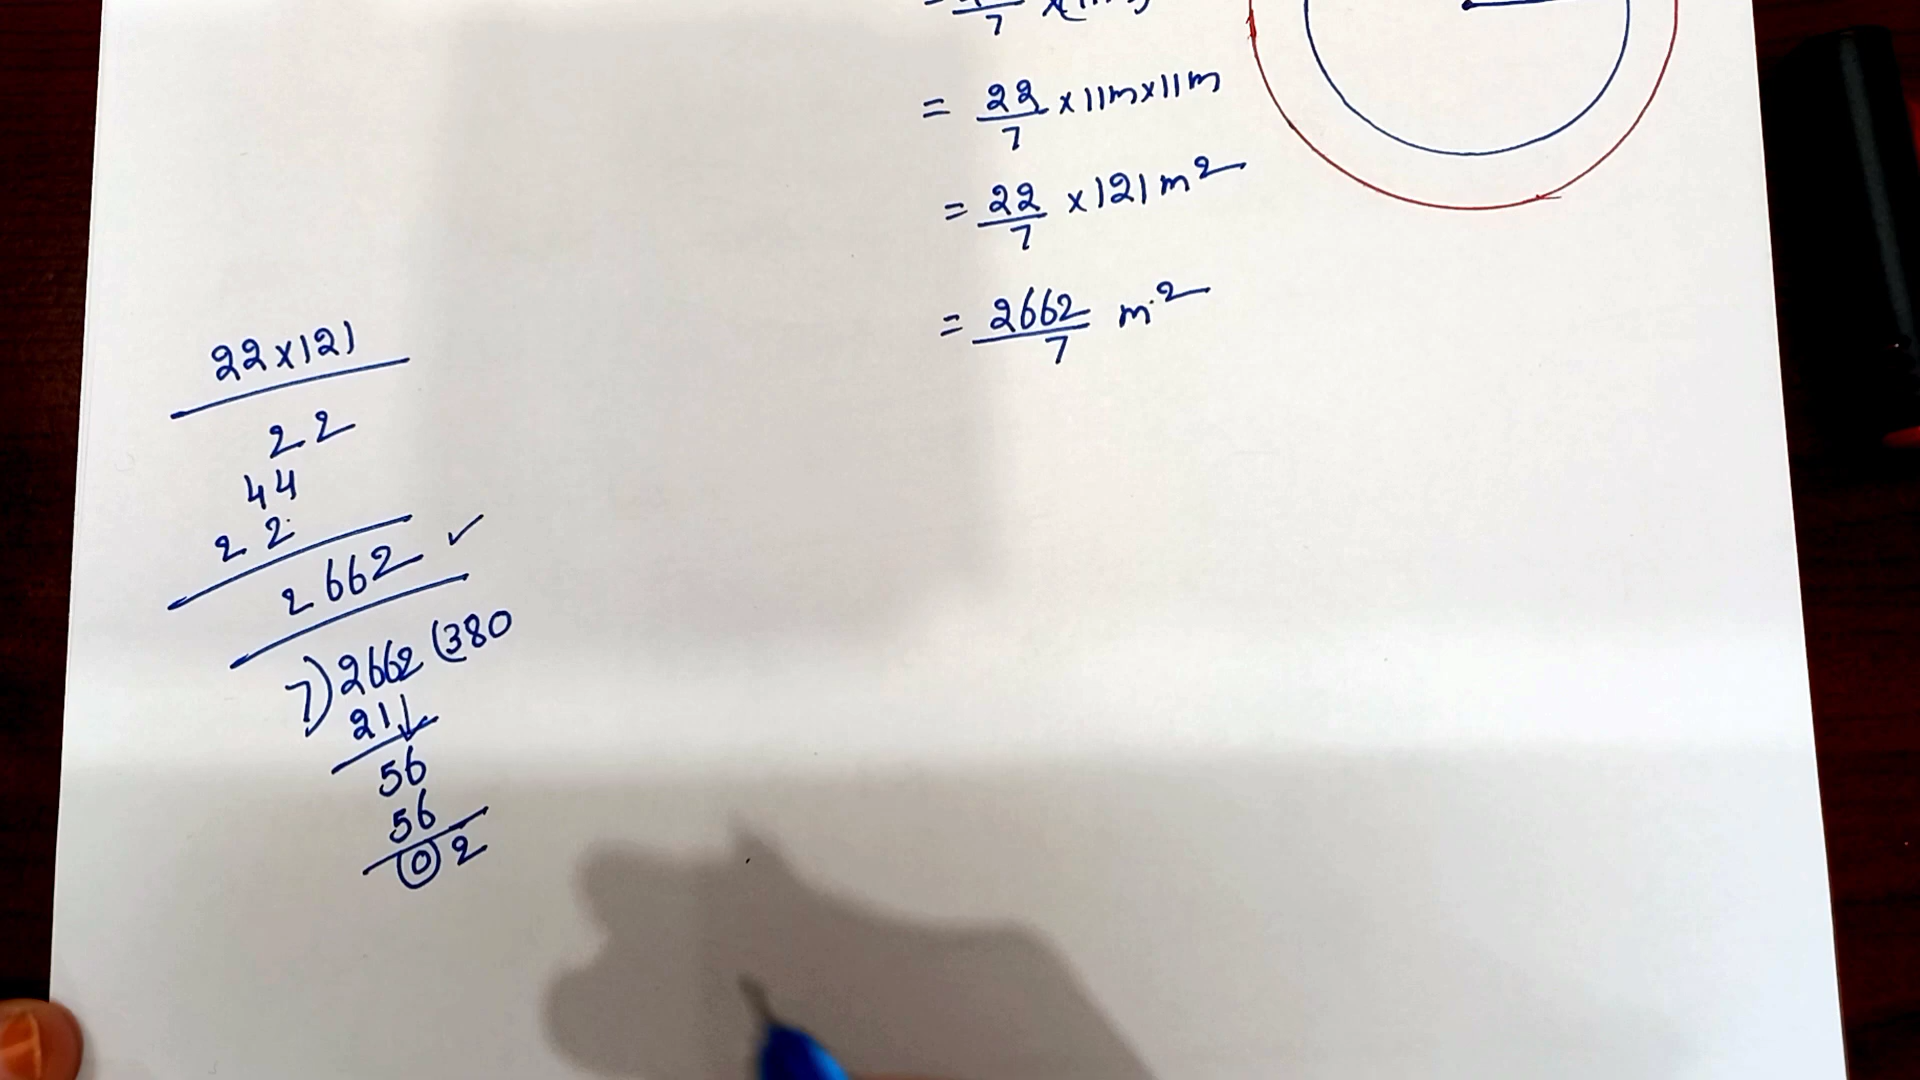 = 22/7 × 11m × 11m
= 22/7 × 121 m²
= 2662/7 m²
22 × 121
22
44
22
2662 ✓
7)2662(380
21↓
56
56
02